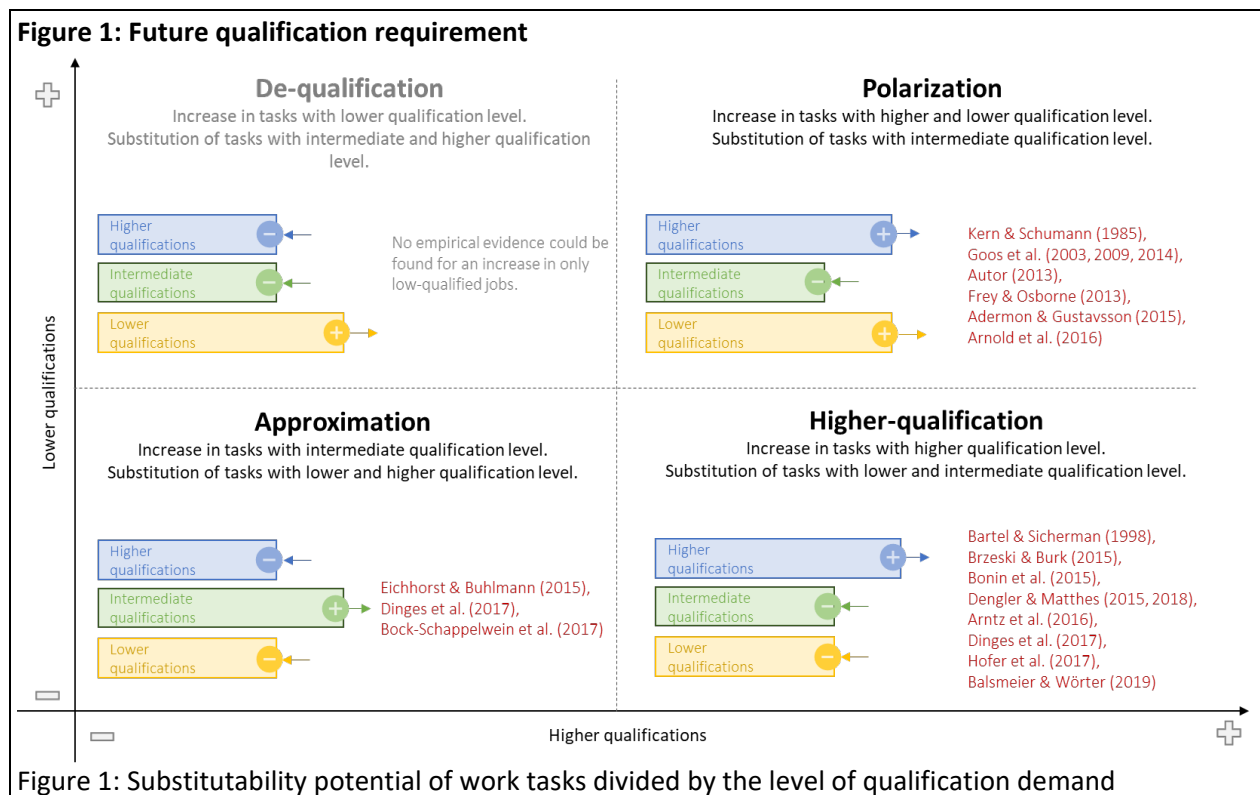 Figure 1: Future qualification requirement
De-qualification
Increase in tasks with lower qualification level.
Substitution of tasks with intermediate and higher qualification
level.
Higher
qualifications
Intermediate
qualifications
Lower
qualifications
No empirical evidence could be
found for an increase in only
low-qualified jobs.
Polarization
Increase in tasks with higher and lower qualification level.
Substitution of tasks with intermediate qualification level.
Higher
qualifications
Intermediate
qualifications
Lower
qualifications
Kern & Schumann (1985),
Goos et al. (2003, 2009, 2014),
Autor (2013),
Frey & Osborne (2013),
Adermon & Gustavsson (2015),
Arnold et al. (2016)
Lower qualifications
Approximation
Increase in tasks with intermediate qualification level.
Substitution of tasks with lower and higher qualification level.
Higher
qualifications
Intermediate
qualifications
Lower
qualifications
Eichhorst & Buhlmann (2015),
Dinges et al. (2017),
Bock-Schappelwein et al. (2017)
Higher-qualification
Increase in tasks with higher qualification level.
Substitution of tasks with lower and intermediate qualification level.
Higher
qualifications
Intermediate
qualifications
Lower
qualifications
Bartel & Sicherman (1998),
Brzeski & Burk (2015),
Bonin et al. (2015),
Dengler & Matthes (2015, 2018),
Arntz et al. (2016),
Dinges et al. (2017),
Hofer et al. (2017),
Balsmeier & Wörter (2019)
Higher qualifications
Figure 1: Substitutability potential of work tasks divided by the level of qualification demand